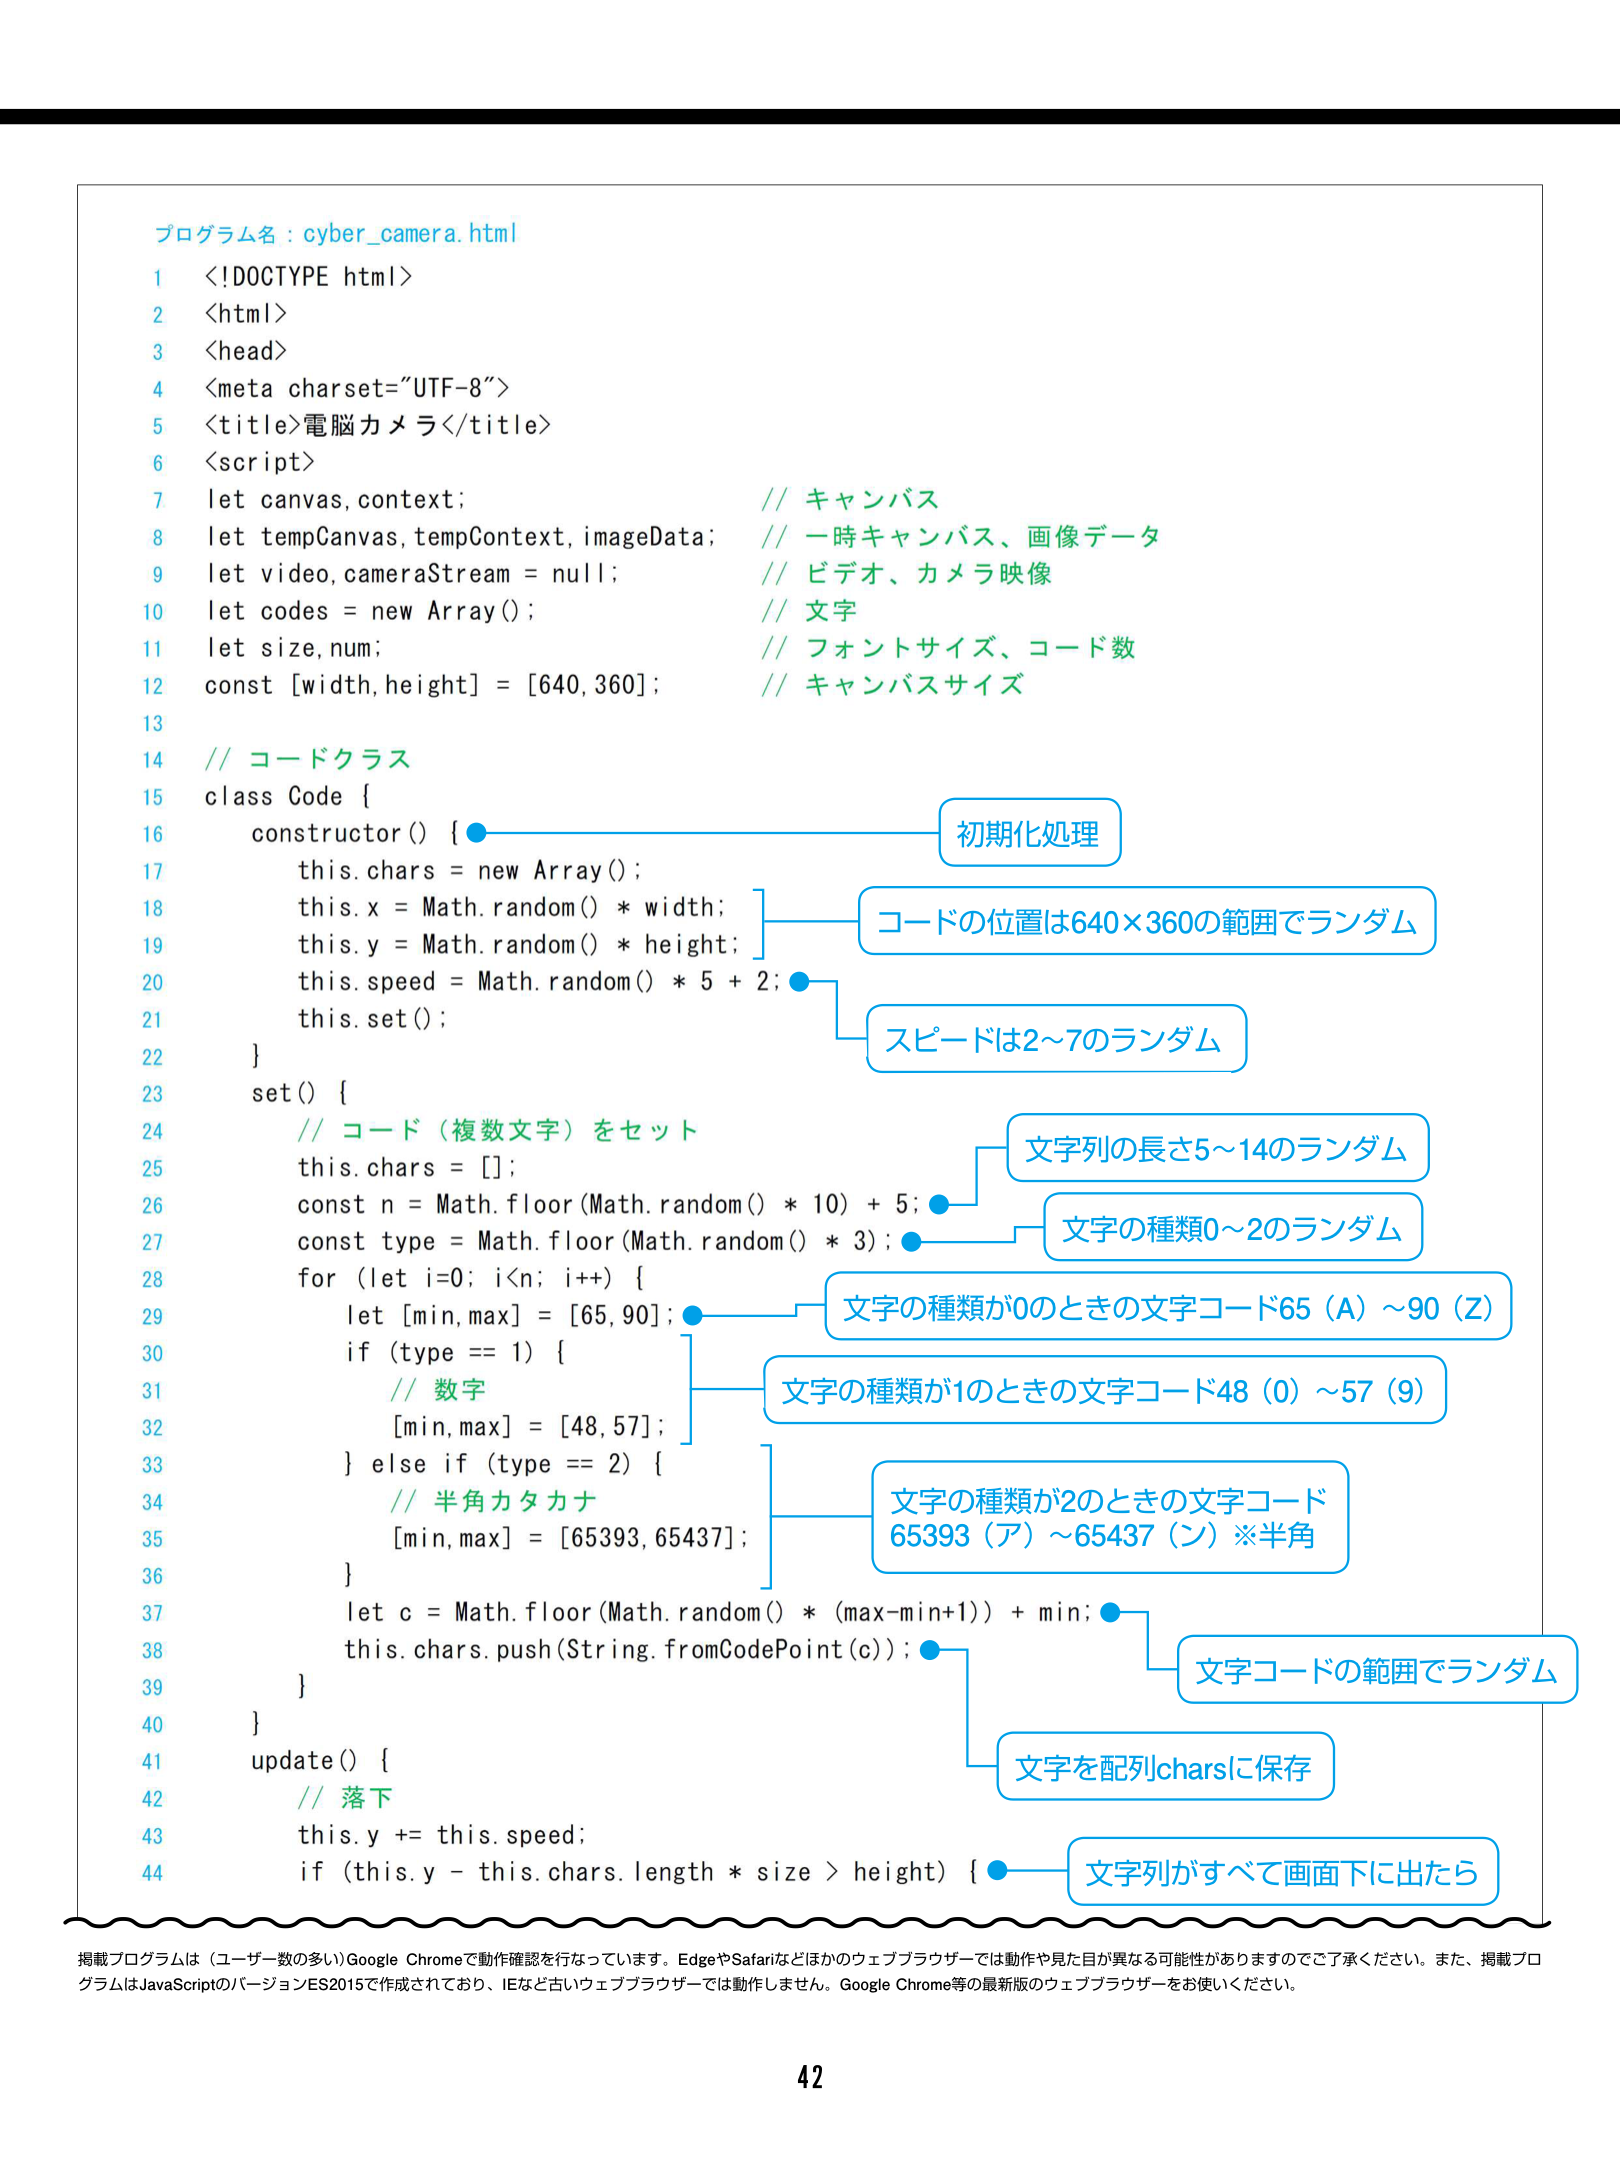 プログラム名：cyber_camera.html
1 <!DOCTYPE html>
2 <html>
3 <head>
4 <meta charset="UTF-8">
5 <title>電脳カメラ</title>
6 <script>
7 let canvas,context; // キャンバス
8 let tempCanvas,tempContext,imageData; // 一時キャンバス、画像データ
9 let video,cameraStream = null; // ビデオ、カメラ映像
10 let codes = new Array(); // 文字
11 let size,num; // フォントサイズ、コード数
12 const [width,height] = [640,360]; // キャンバスサイズ
13
14 // コードクラス
15 class Code {
16 constructor() { 初期化処理
17 this.chars = new Array();
18 this.x = Math.random() * width;
コードの位置は640×360の範囲でランダム
19 this.y = Math.random() * height;
20 this.speed = Math.random() * 5 + 2;
21 this.set();
スピードは2～7のランダム
22 }
23 set() {
24 // コード（複数文字）をセット
文字列の長さ5～14のランダム
25 this.chars = [];
26 const n = Math.floor(Math.random() * 10) + 5;
文字の種類0～2のランダム
27 const type = Math.floor(Math.random() * 3);
28 for (let i=0; i<n; i++) {
29 let [min,max] = [65,90]; 文字の種類が0のときの文字コード65（A）～90（Z）
30 if (type == 1) {
31 // 数字 文字の種類が1のときの文字コード48（0）～57（9）
32 [min,max] = [48,57];
33 } else if (type == 2) {
34 // 半角カタカナ 文字の種類が2のときの文字コード
35 [min,max] = [65393,65437]; 65393（ア）～65437（ン）※半角
36 }
37 let c = Math.floor(Math.random() * (max-min+1)) + min;
38 this.chars.push(String.fromCodePoint(c));
文字コードの範囲でランダム
39 }
40 }
41 update() { 文字を配列charsに保存
42 // 落下
43 this.y += this.speed;
44 if (this.y - this.chars.length * size > height) { 文字列がすべて画面下に出たら
掲載プログラムは（ユーザー数の多い）Google Chromeで動作確認を行なっています。EdgeやSafariなどほかのウェブブラウザーでは動作や見た目が異なる可能性がありますのでご了承ください。また、掲載プロ
グラムはJavaScriptのバージョンES2015で作成されており、IEなど古いウェブブラウザーでは動作しません。Google Chrome等の最新版のウェブブラウザーをお使いください。
42